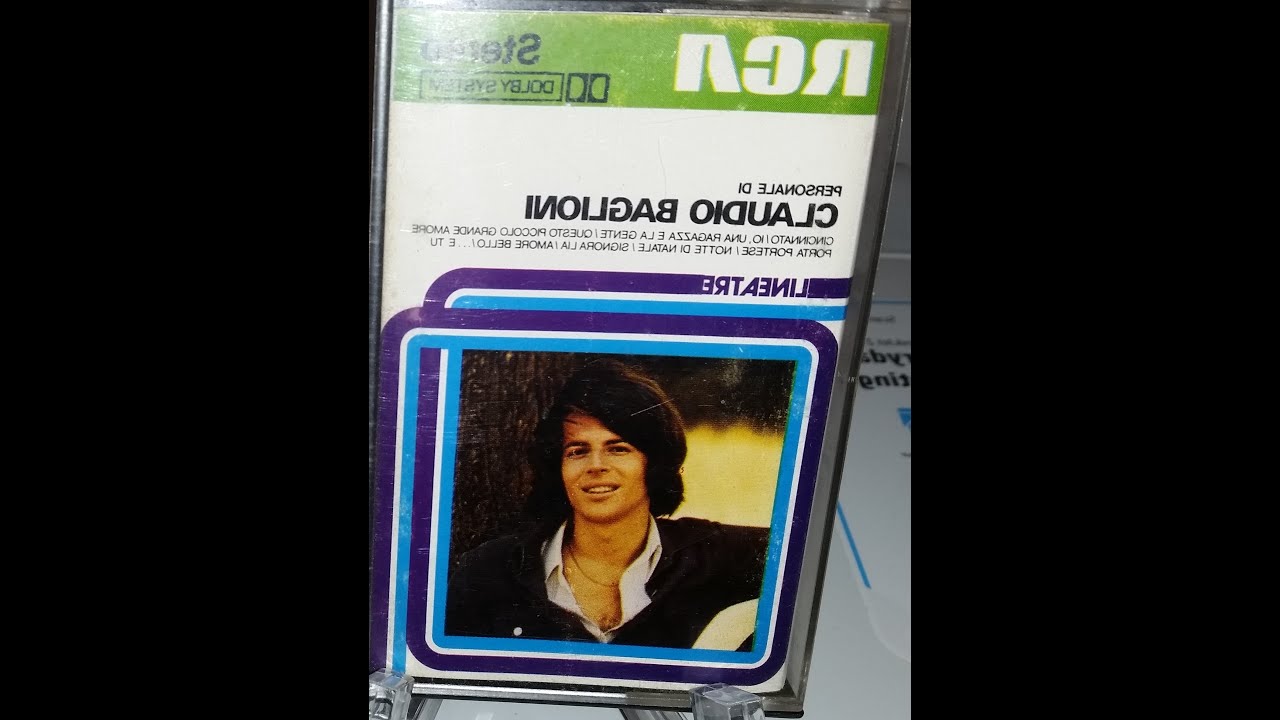 RCA Stereo
DOLBY SYSTEM
PERSONALE DI
CLAUDIO BAGLIONI
CINCINNATO / IO, UNA RAGAZZA E LA GENTE / QUESTO PICCOLO GRANDE AMORE
PORTA PORTESE / NOTTE DI NATALE / SIGNORA LIA / AMORE BELLO / . . . E TU
LINEATRE